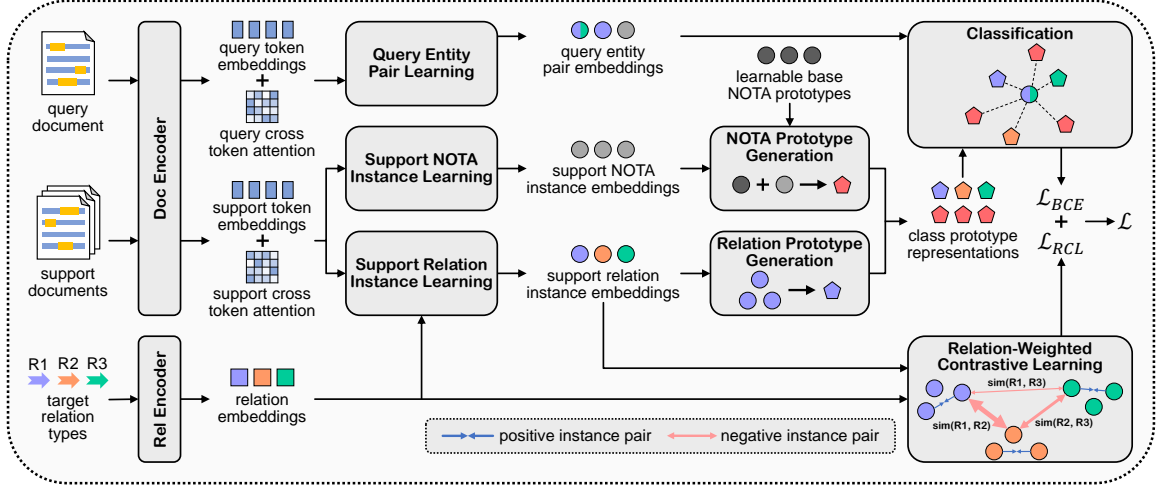 query
document
support
documents
R1 R2 R3
target
relation
types
Doc Encoder
Rel Encoder
query token
embeddings
+
query cross
token attention
support token
embeddings
+
support cross
token attention
relation
embeddings
Query Entity
Pair Learning
Support NOTA
Instance Learning
Support Relation
Instance Learning
query entity
pair embeddings
support NOTA
instance embeddings
support relation
instance embeddings
learnable base
NOTA prototypes
NOTA Prototype
Generation
+
Relation Prototype
Generation
Classification
class prototype
representations
ℒ_BCE
+
ℒ_RCL
ℒ
Relation-Weighted
Contrastive Learning
sim(R1, R3)
sim(R1, R2)
sim(R2, R3)
positive instance pair
negative instance pair